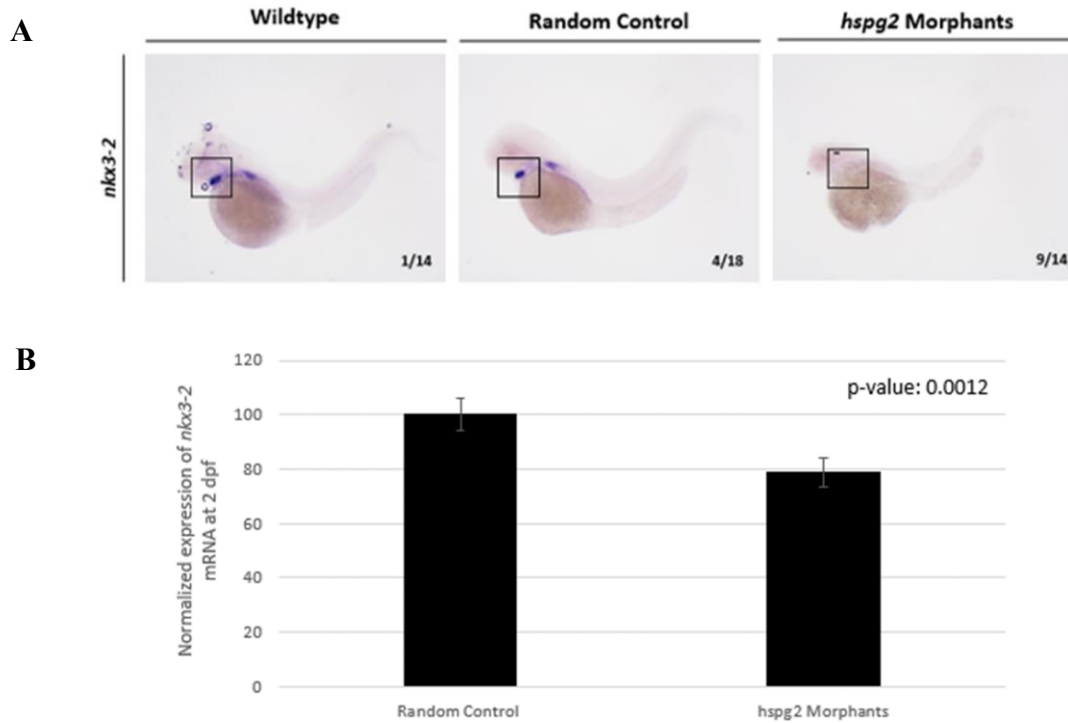 A
Wildtype
Random Control
hspg2 Morphants
nkx3-2
1/14
4/18
9/14
B
Normalized expression of nkx3-2
mRNA at 2 dpf
120
100
80
60
40
20
0
p-value: 0.0012
Random Control
hspg2 Morphants